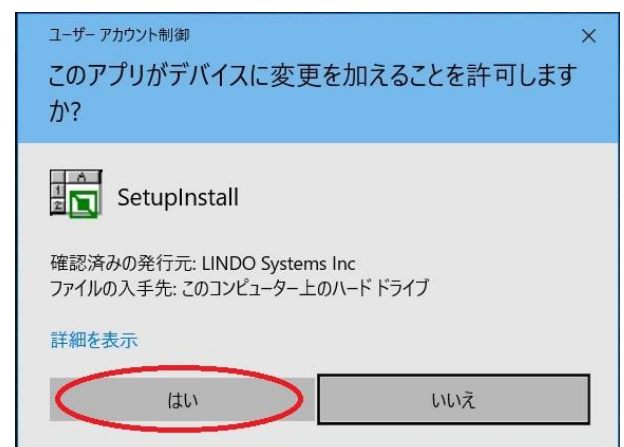 ユーザー アカウント制御
このアプリがデバイスに変更を加えることを許可します
か?
SetupInstall
確認済みの発行元: LINDO Systems Inc
ファイルの入手先: このコンピューター上のハード ドライブ
詳細を表示
はい
いいえ